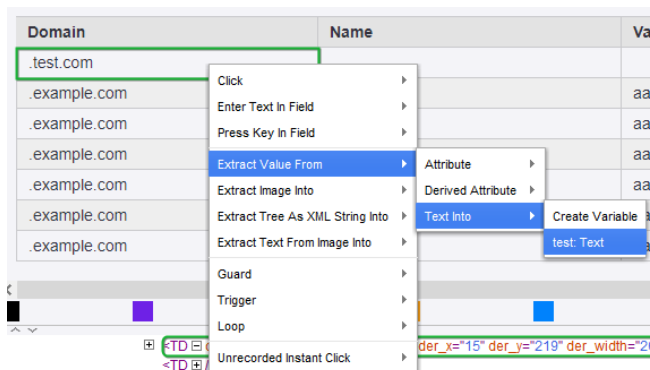 Domain Name Va
.test.com
.example.com aa
.example.com aa
.example.com aa
.example.com aa
.example.com aa
.example.com aa
Click
Enter Text In Field
Press Key In Field
Extract Value From
Extract Image Into
Extract Tree As XML String Into
Extract Text From Image Into
Guard
Trigger
Loop
Unrecorded Instant Click
Attribute
Derived Attribute
Text Into
Create Variable
test: Text
<TD der_x="15" der_y="219" der_width="2
<TD